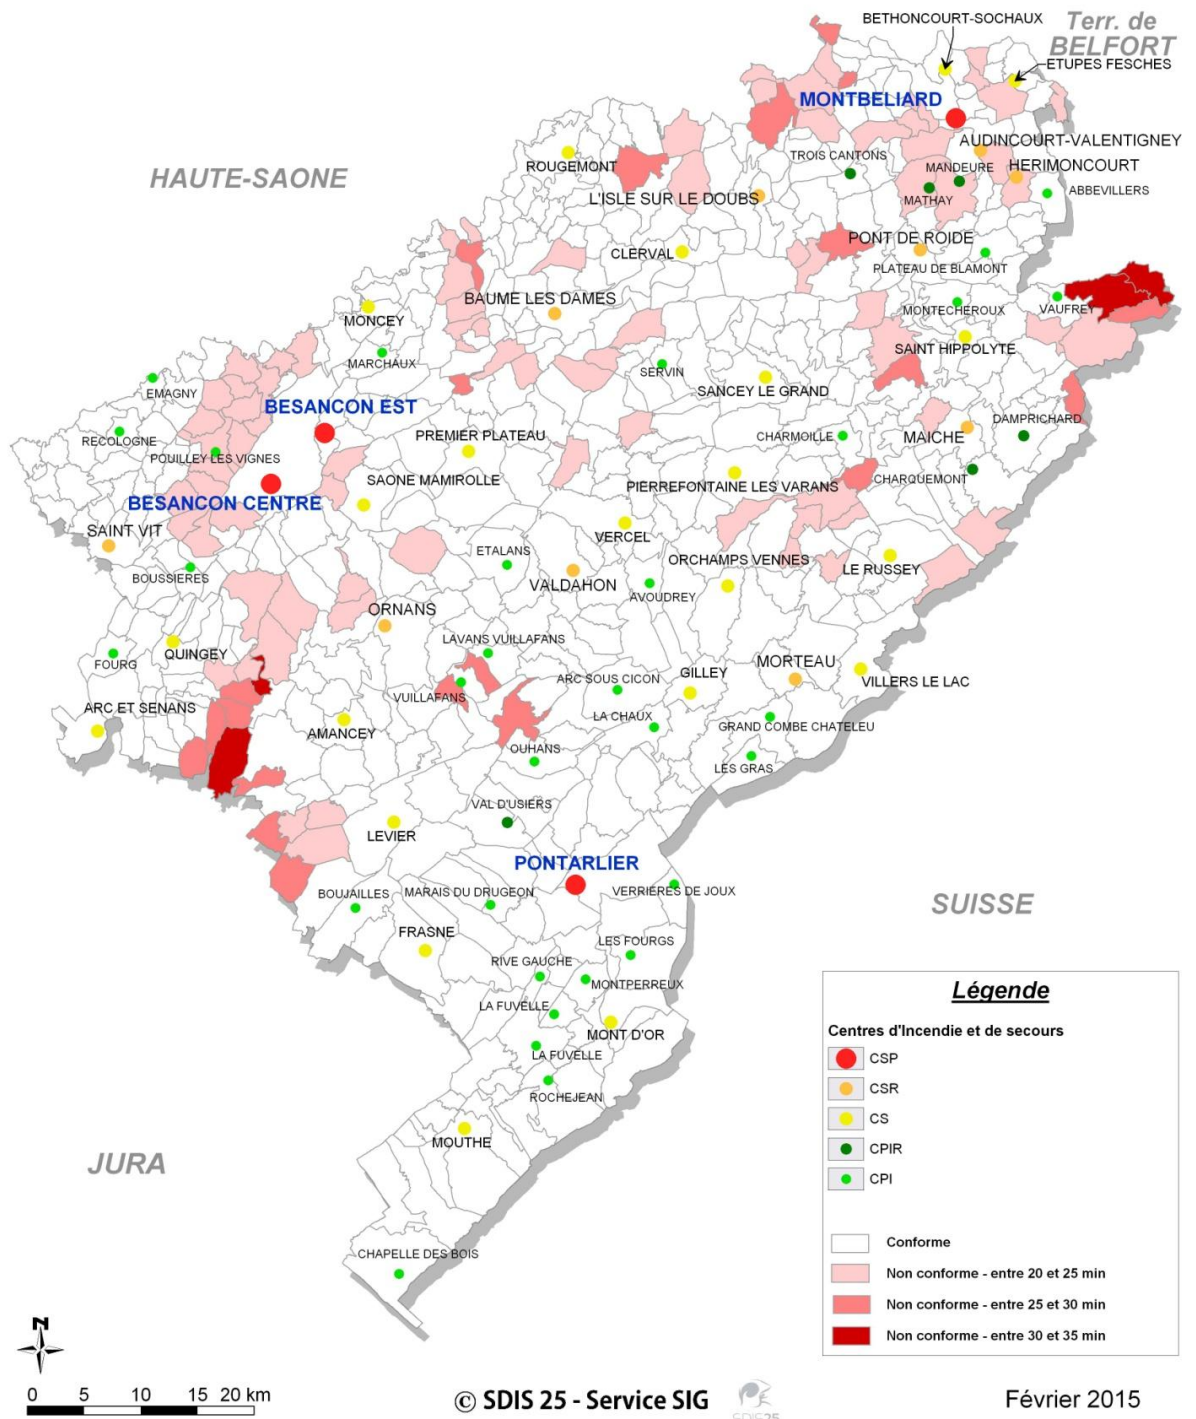 BETHONCOURT-SOCHAUX
Terr. de
BELFORT
ETUPES FESCHES
MONTBELIARD
AUDINCOURT-VALENTIGNEY
TROIS CANTONS
MANDEURE
HERIMONCOURT
ROUGEMONT
HAUTE-SAONE
L'ISLE SUR LE DOUBS
MATHAY
ABBEVILLERS
CLERVAL
PONT DE ROIDE
PLATEAU DE BLAMONT
BAUME LES DAMES
MONCEY
MONTECHEROUX
VAUFREY
SAINT HIPPOLYTE
MARCHAUX
SERVIN
SANCEY LE GRAND
EMAGNY
BESANCON EST
DAMPRICHARD
RECOLOGNE
PREMIER PLATEAU
CHARMOILLE
MAICHE
POUILLEY LES VIGNES
SAONE MAMIROLLE
PIERREFONTAINE LES VARANS
CHARQUEMONT
BESANCON CENTRE
SAINT VIT
VERCEL
ETALANS
ORCHAMPS VENNES
LE RUSSEY
BOUSSIERES
VALDAHON
AVOUDREY
ORNANS
LAVANS VUILLAFANS
QUINGEY
FOURG
GILLEY
MORTEAU
ARC SOUS CICON
VILLERS LE LAC
VUILLAFANS
ARC ET SENANS
LA CHAUX
GRAND COMBE CHATELEU
AMANCEY
OUHANS
LES GRAS
VAL D'USIERS
LEVIER
PONTARLIER
BOUJAILLES
MARAIS DU DRUGEON
VERRIERES DE JOUX
SUISSE
FRASNE
LES FOURGS
RIVE GAUCHE
MONTPERREUX
LA FUVELLE
MONT D'OR
LA FUVELLE
ROCHEJEAN
MOUTHE
JURA
CHAPELLE DES BOIS
Légende
Centres d'Incendie et de secours
CSP
CSR
CS
CPIR
CPI
Conforme
Non conforme - entre 20 et 25 min
Non conforme - entre 25 et 30 min
Non conforme - entre 30 et 35 min
N
0 5 10 15 20 km
© SDIS 25 - Service SIG
SDIS25
Février 2015